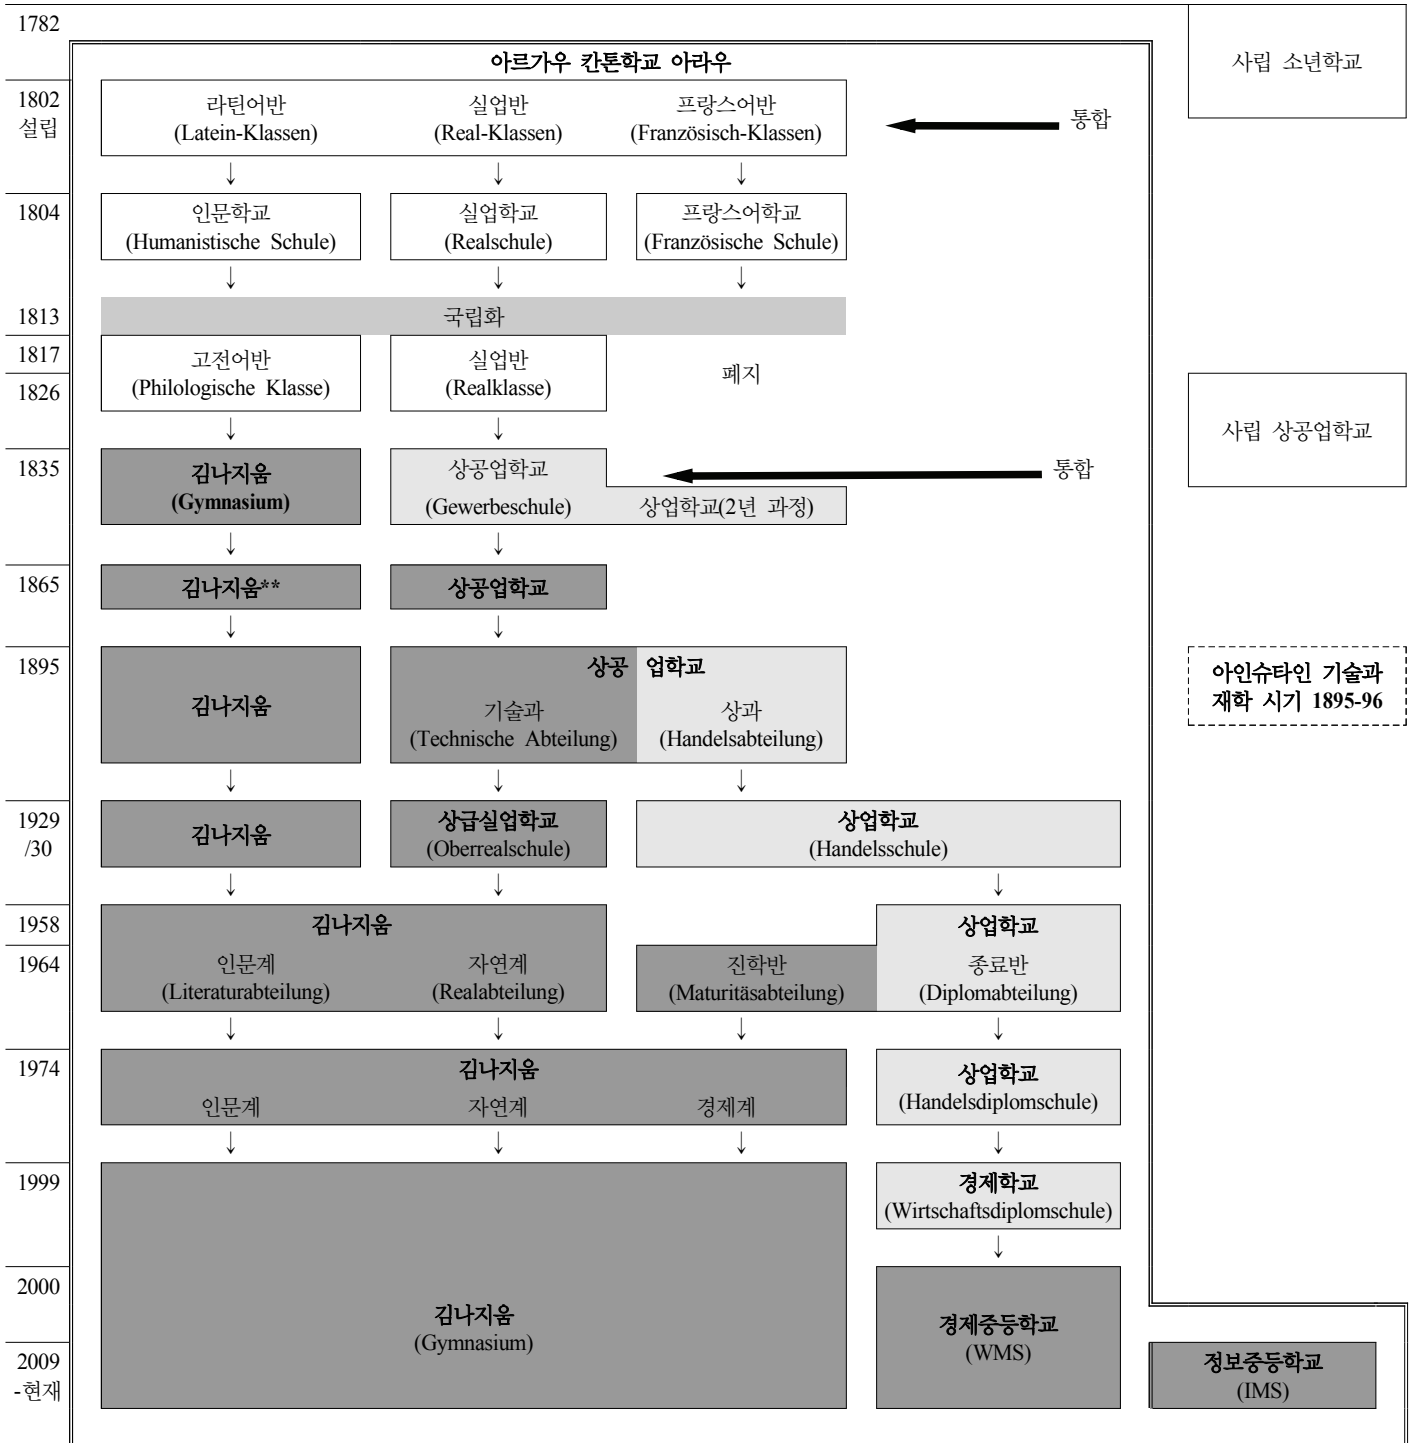 1782
사립 소년학교
아르가우 칸톤학교 아라우
1802
설립
라틴어반
(Latein-Klassen)
실업반
(Real-Klassen)
프랑스어반
(Französisch-Klassen)
통합
↓ ↓ ↓
1804
인문학교
(Humanistische Schule)
실업학교
(Realschule)
프랑스어학교
(Französische Schule)
↓ ↓ ↓
1813
국립화
1817
1826
고전어반
(Philologische Klasse)
실업반
(Realklasse)
폐지
사립 상공업학교
↓ ↓
1835
김나지움
(Gymnasium)
상공업학교
(Gewerbeschule)
상업학교(2년 과정)
통합
↓ ↓
1865
김나지움**
상공업학교
↓ ↓
1895
김나지움
상공 업학교
기술과
(Technische Abteilung)
상과
(Handelsabteilung)
아인슈타인 기술과
재학 시기 1895-96
↓ ↓ ↓
1929
/30
김나지움
상급실업학교
(Oberrealschule)
상업학교
(Handelsschule)
↓ ↓ ↓
1958
김나지움
상업학교
1964
인문계
(Literaturabteilung)
자연계
(Realabteilung)
진학반
(Maturitäsabteilung)
종료반
(Diplomabteilung)
↓ ↓ ↓ ↓
1974
김나지움
인문계 자연계 경제계
상업학교
(Handelsdiplomschule)
↓ ↓ ↓ ↓
1999
경제학교
(Wirtschaftsdiplomschule)
↓
2000
김나지움
(Gymnasium)
경제중등학교
(WMS)
2009
-현재
정보중등학교
(IMS)